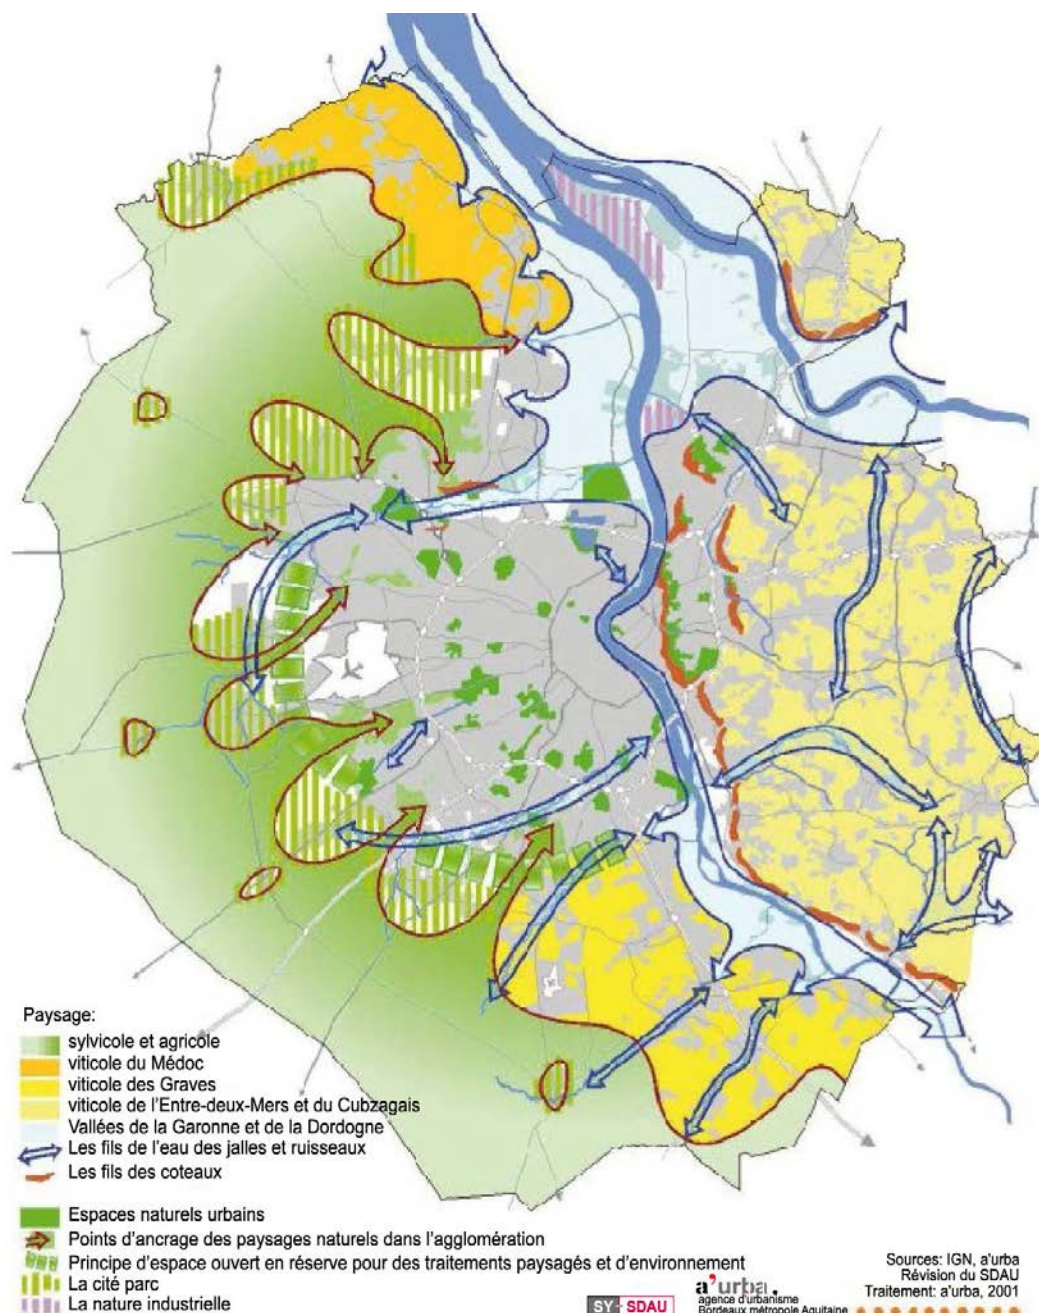 Paysage:
sylvicole et agricole
viticole du Médoc
viticole des Graves
viticole de l'Entre-deux-Mers et du Cubzagais
Vallées de la Garonne et de la Dordogne
Les fils de l'eau des jalles et ruisseaux
Les fils des coteaux
Espaces naturels urbains
Points d'ancrage des paysages naturels dans l'agglomération
Principe d'espace ouvert en réserve pour des traitements paysagés et d'environnement
La cité parc
La nature industrielle
SY SDAU
a'urba.
agence d'urbanisme
Bordeaux métropole Aquitaine
Sources: IGN, a'urba
Révision du SDAU
Traitement: a'urba, 2001